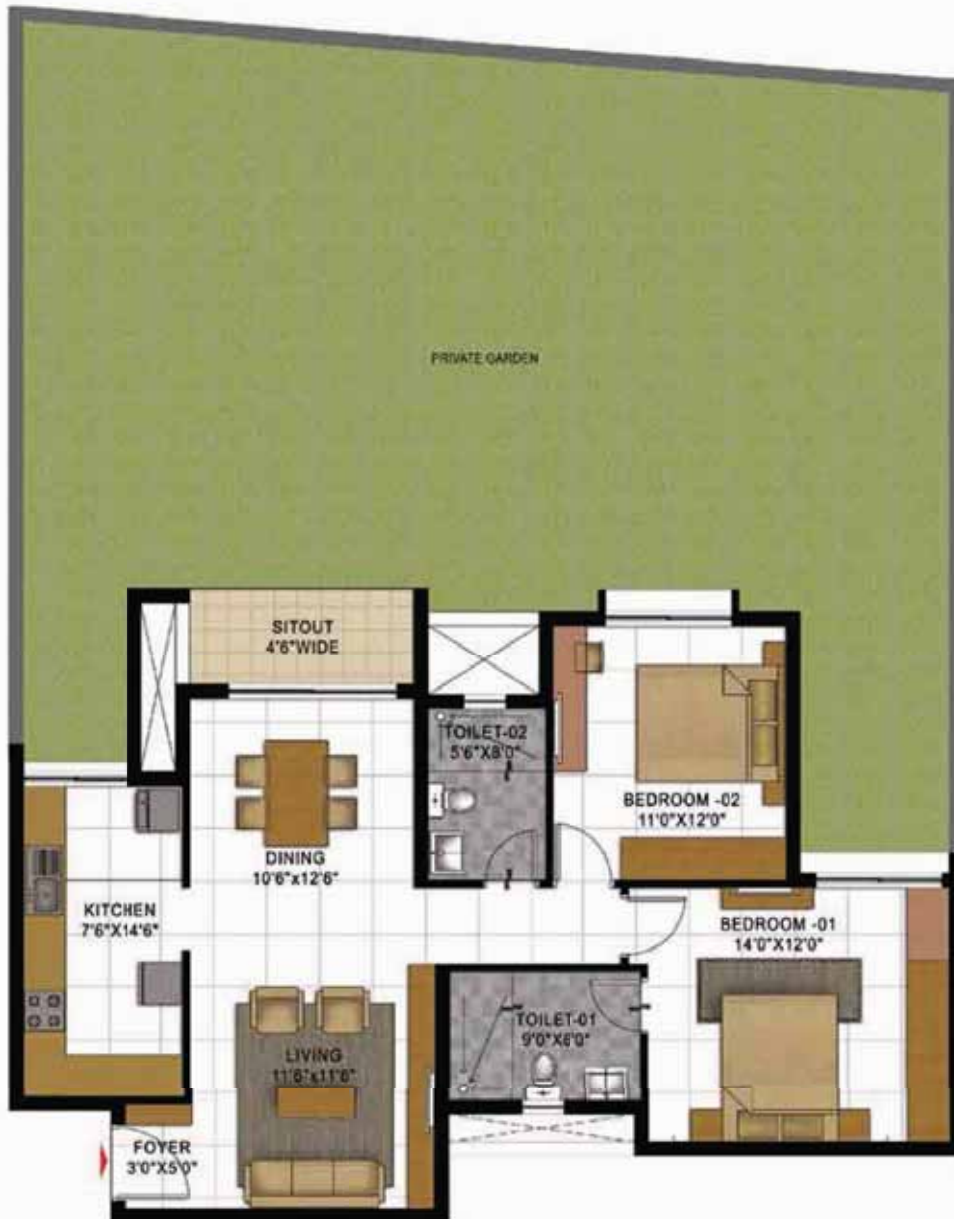 PRIVATE GARDEN
SITOUT
4'6"WIDE
TOILET-02
5'6"X8'0"
BEDROOM -02
11'0"X12'0"
DINING
10'6"x12'6"
KITCHEN
7'6"X14'6"
BEDROOM -01
14'0"X12'0"
TOILET-01
9'0"X6'0"
LIVING
11'6"x11'6"
FOYER
3'0"X5'0"